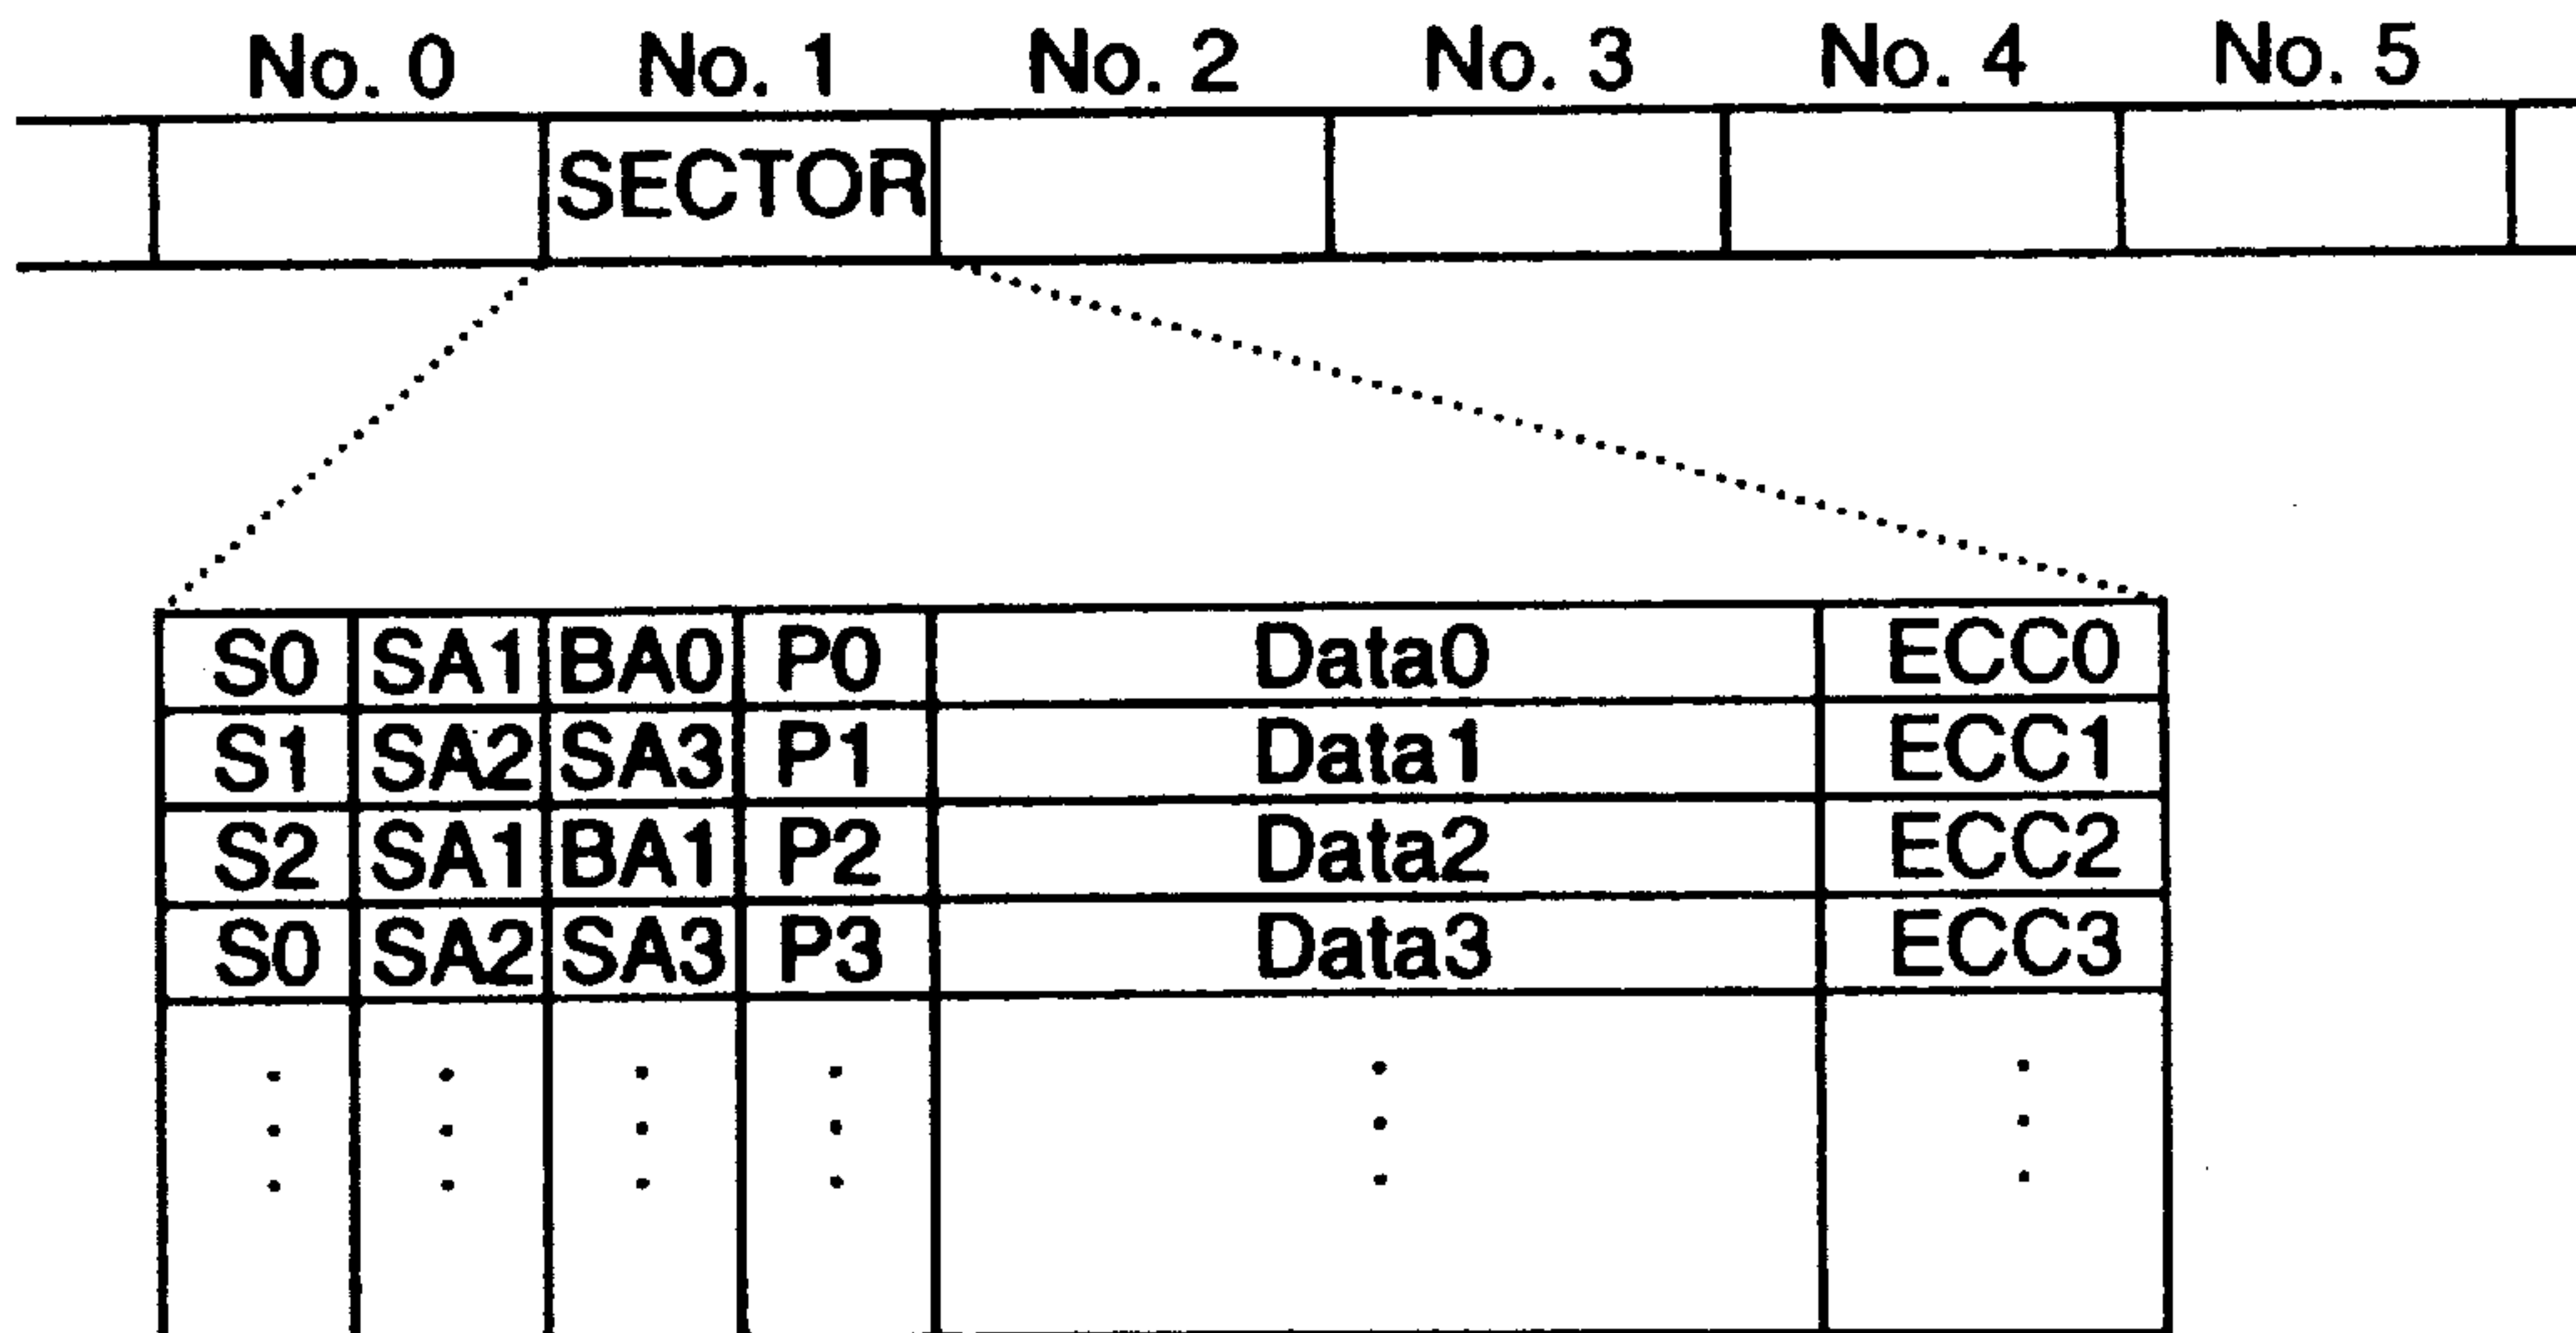 No. 0 No. 1 No. 2 No. 3 No. 4 No. 5
SECTOR
S0 SA1 BA0 P0 Data0 ECC0
S1 SA2 SA3 P1 Data1 ECC1
S2 SA1 BA1 P2 Data2 ECC2
S0 SA2 SA3 P3 Data3 ECC3